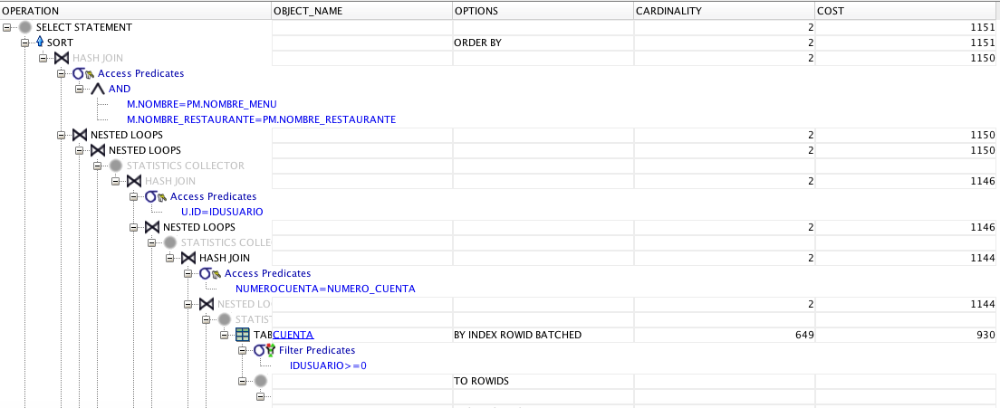 OPERATION OBJECT_NAME OPTIONS CARDINALITY COST
SELECT STATEMENT 2 1151
SORT ORDER BY 2 1151
HASH JOIN 2 1150
Access Predicates
AND
M.NOMBRE=PM.NOMBRE_MENU
M.NOMBRE_RESTAURANTE=PM.NOMBRE_RESTAURANTE
NESTED LOOPS 2 1150
NESTED LOOPS 2 1150
STATISTICS COLLECTOR
HASH JOIN 2 1146
Access Predicates
U.ID=IDUSUARIO
NESTED LOOPS 2 1146
STATISTICS COLLE
HASH JOIN 2 1144
Access Predicates
NUMEROCUENTA=NUMERO_CUENTA
NESTED LO 2 1144
STATIST
TAB CUENTA BY INDEX ROWID BATCHED 649 930
Filter Predicates
IDUSUARIO>=0
TO ROWIDS